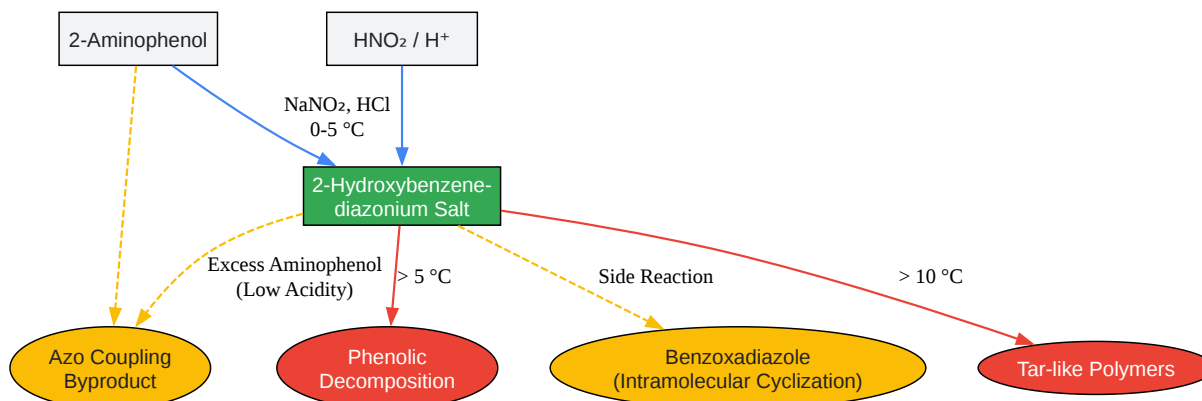 2-Aminophenol
HNO₂ / H⁺
NaNO₂, HCl
0-5 °C
2-Hydroxybenzene-
diazonium Salt
Excess Aminophenol
(Low Acidity)
> 5 °C
Side Reaction
> 10 °C
Azo Coupling
Byproduct
Phenolic
Decomposition
Benzoxadiazole
(Intramolecular Cyclization)
Tar-like Polymers